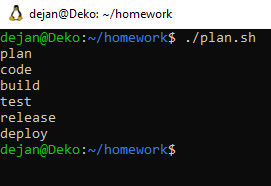 dejan@Deko: ~/homework
dejan@Deko:~/homework$ ./plan.sh
plan
code
build
test
release
deploy
dejan@Deko:~/homework$